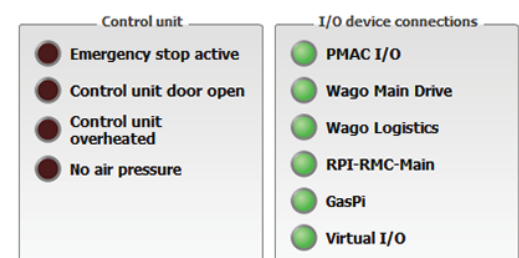 Control unit
Emergency stop active
Control unit door open
Control unit
overheated
No air pressure
I/O device connections
PMAC I/O
Wago Main Drive
Wago Logistics
RPI-RMC-Main
GasPi
Virtual I/O